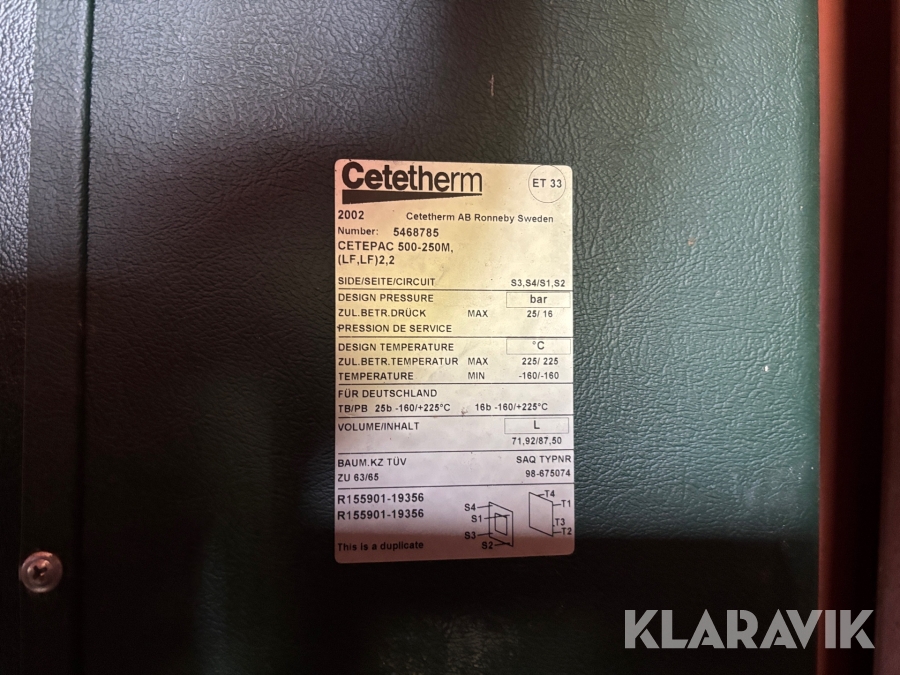 Cetetherm
ET 33
2002 Cetetherm AB Ronneby Sweden
Number: 5468785
CETEPAC 500-250M,
(LF,LF)2,2
SIDE/SEITE/CIRCUIT S3,S4/S1,S2
DESIGN PRESSURE bar
ZUL.BETR.DRÜCK MAX 25/ 16
PRESSION DE SERVICE
DESIGN TEMPERATURE °C
ZUL.BETR.TEMPERATUR MAX 225/ 225
TEMPERATURE MIN -160/-160
FÜR DEUTSCHLAND
TB/PB 25b -160/+225°C 16b -160/+225°C
VOLUME/INHALT L
71,92/87,50
BAUM.KZ TÜV SAQ TYPNR
ZU 63/65 98-675074
R155901-19356
R155901-19356
S4
S1
S3
S2
T4
T1
T3
T2
This is a duplicate
KLARAVIK